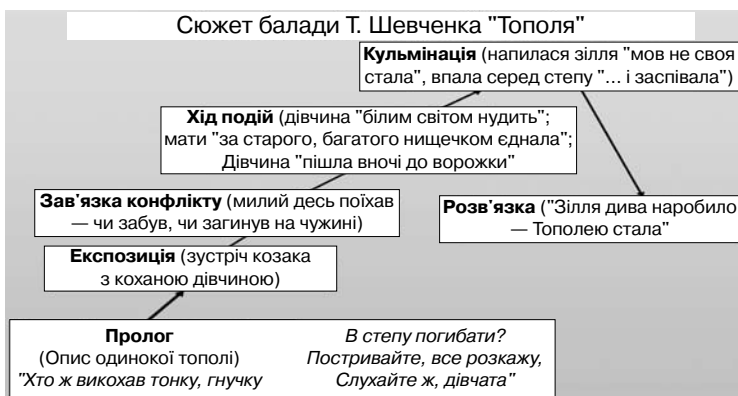 Сюжет балади Т. Шевченка "Тополя"
Кульмінація (напилася зілля "мов не своя
стала", впала серед степу "... і заспівала")
Хід подій (дівчина "білим світом нудить";
мати "за старого, багатого нищечком єднала";
Дівчина "пішла вночі до ворожки"
Зав'язка конфлікту (милий десь поїхав
— чи забув, чи загинув на чужині)
Розв'язка ("Зілля дива наробило
— Тополею стала"
Експозиція (зустріч козака
з коханою дівчиною)
Пролог
(Опис одинокої тополі)
"Хто ж викохав тонку, гнучку
В степу погибати?
Постривайте, все розкажу,
Слухайте ж, дівчата"